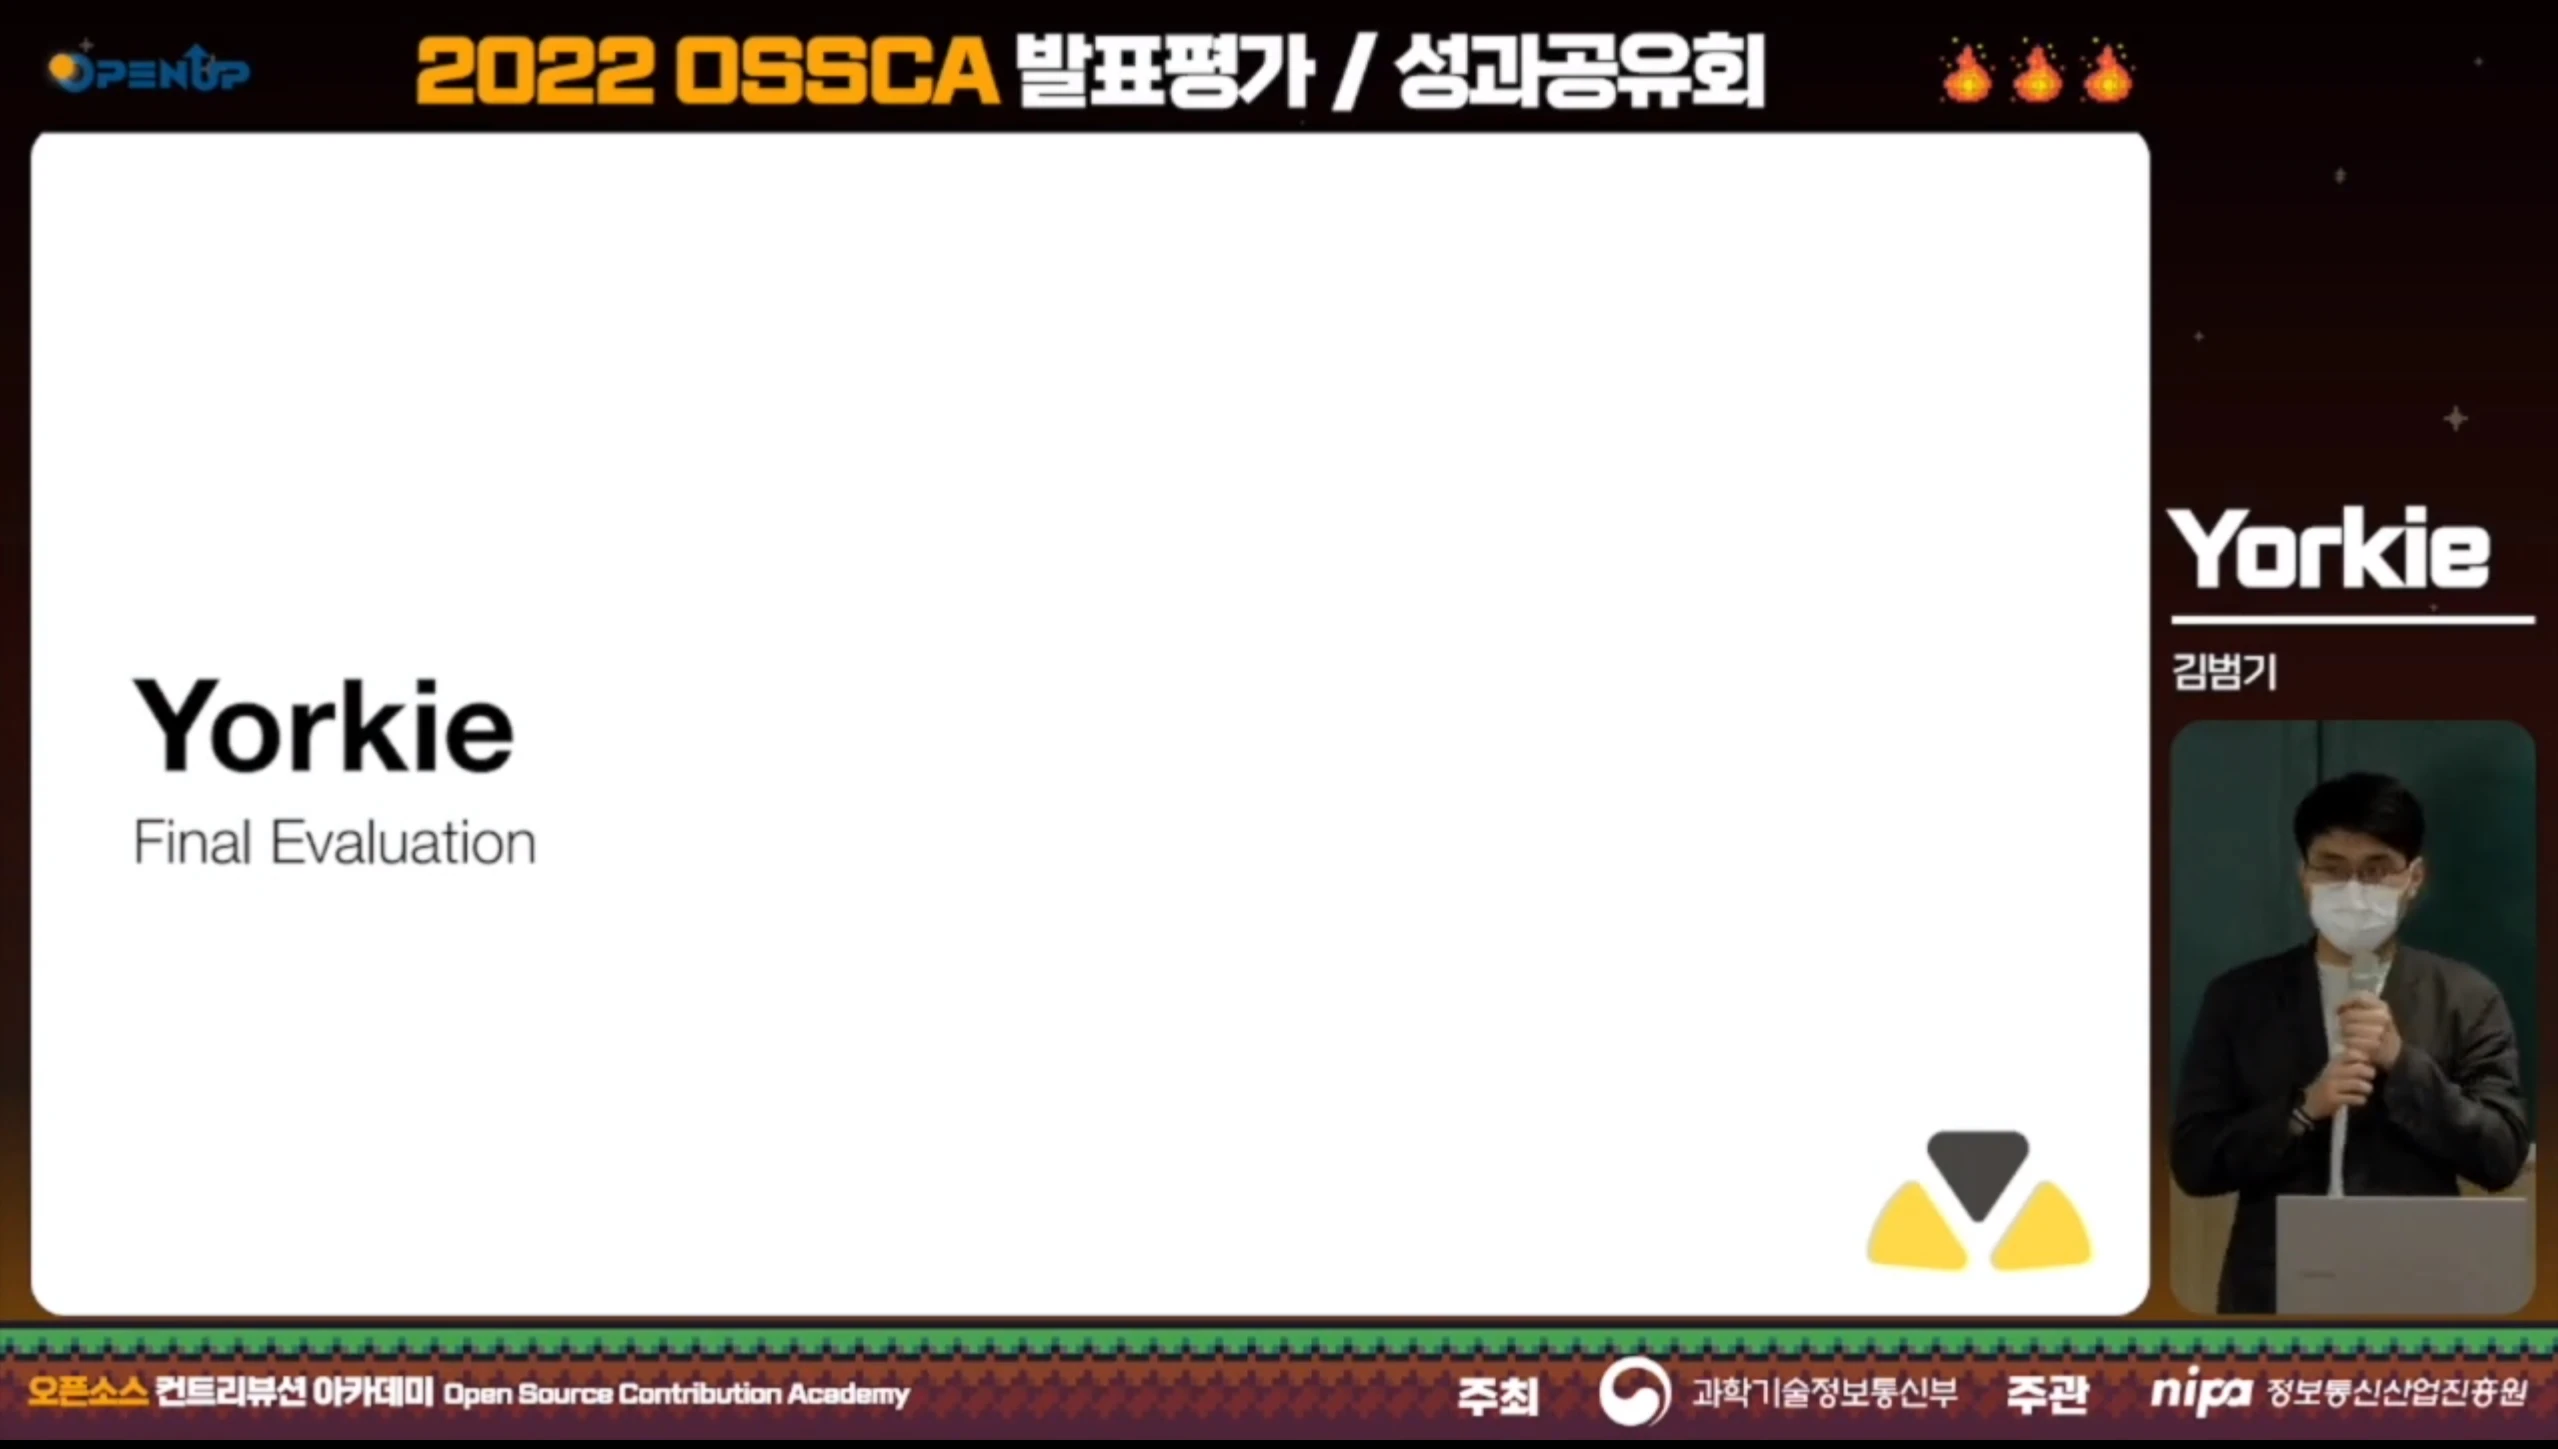 OPENUP
2022 OSSCA 발표평가 / 성과공유회
Yorkie
Final Evaluation
Yorkie
김범기
오픈소스 컨트리뷰션 아카데미 Open Source Contribution Academy
주최 과학기술정보통신부 주관 nipa 정보통신산업진흥원